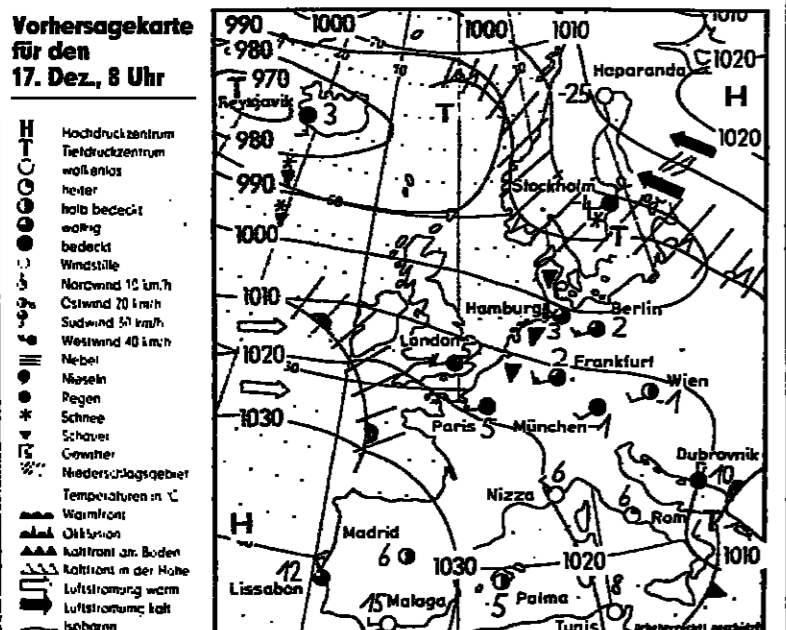 Vorhersagekarte
für den
17. Dez., 8 Uhr
H Hochdruckzentrum
T Tiefdruckzentrum
wolkenlos
heiter
halb bedeckt
wolkig
bedeckt
Windstille
Nordwind 10 km/h
Ostwind 20 km/h
Südwind 30 km/h
Westwind 40 km/h
Nebel
Nieseln
Regen
Schnee
Schauer
Gewitter
Niederschlagsgebiet
Temperaturen in °C
Warmfront
Okklusion
Kaltfront am Boden
Kaltfront in der Höhe
Luftströmung warm
Luftströmung kalt
Isobaren
990 1000 1000 1010 1010
980
970
T
Reykjavik
3
980
990
1000
1010
1020
1030
T
Haparanda
-25
1020
H
1020
Stockholm
-4
T
Hamburg
3
Berlin
2
London
5
2 Frankfurt
Wien
-1
Paris 5
München -1
Dubrovnik
10
Nizza
6
6
Rom
T
H
Madrid
6
1030
1020
1010
12
Lissabon
15 Malaga
5
Palma
8
Tunis